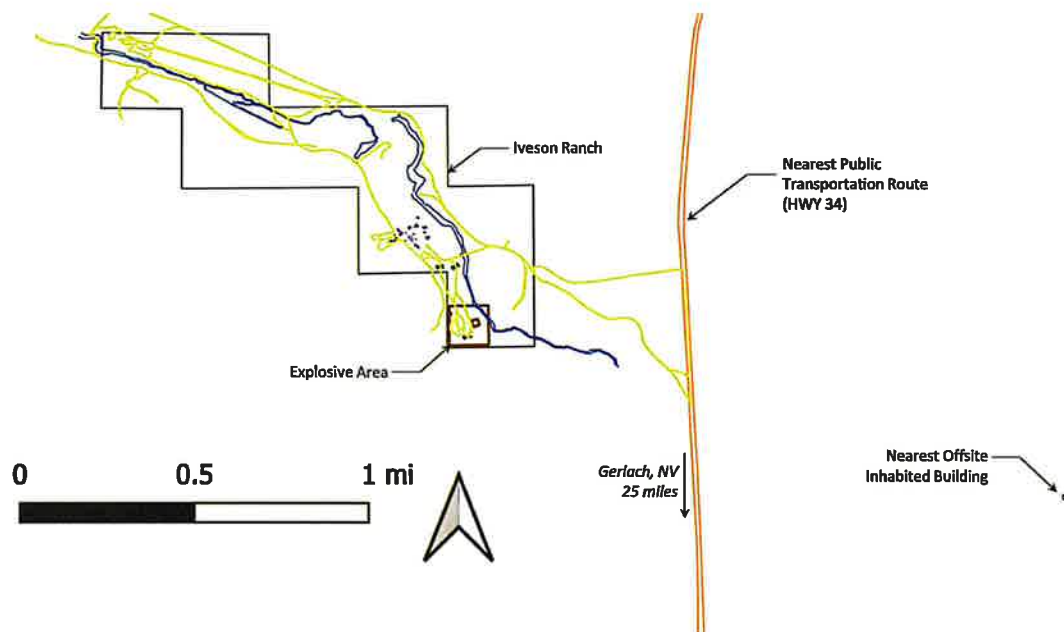 Iveson Ranch
Nearest Public
Transportation Route
(HWY 34)
Explosive Area
0 0.5 1 mi
Gerlach, NV
25 miles
Nearest Offsite
Inhabited Building